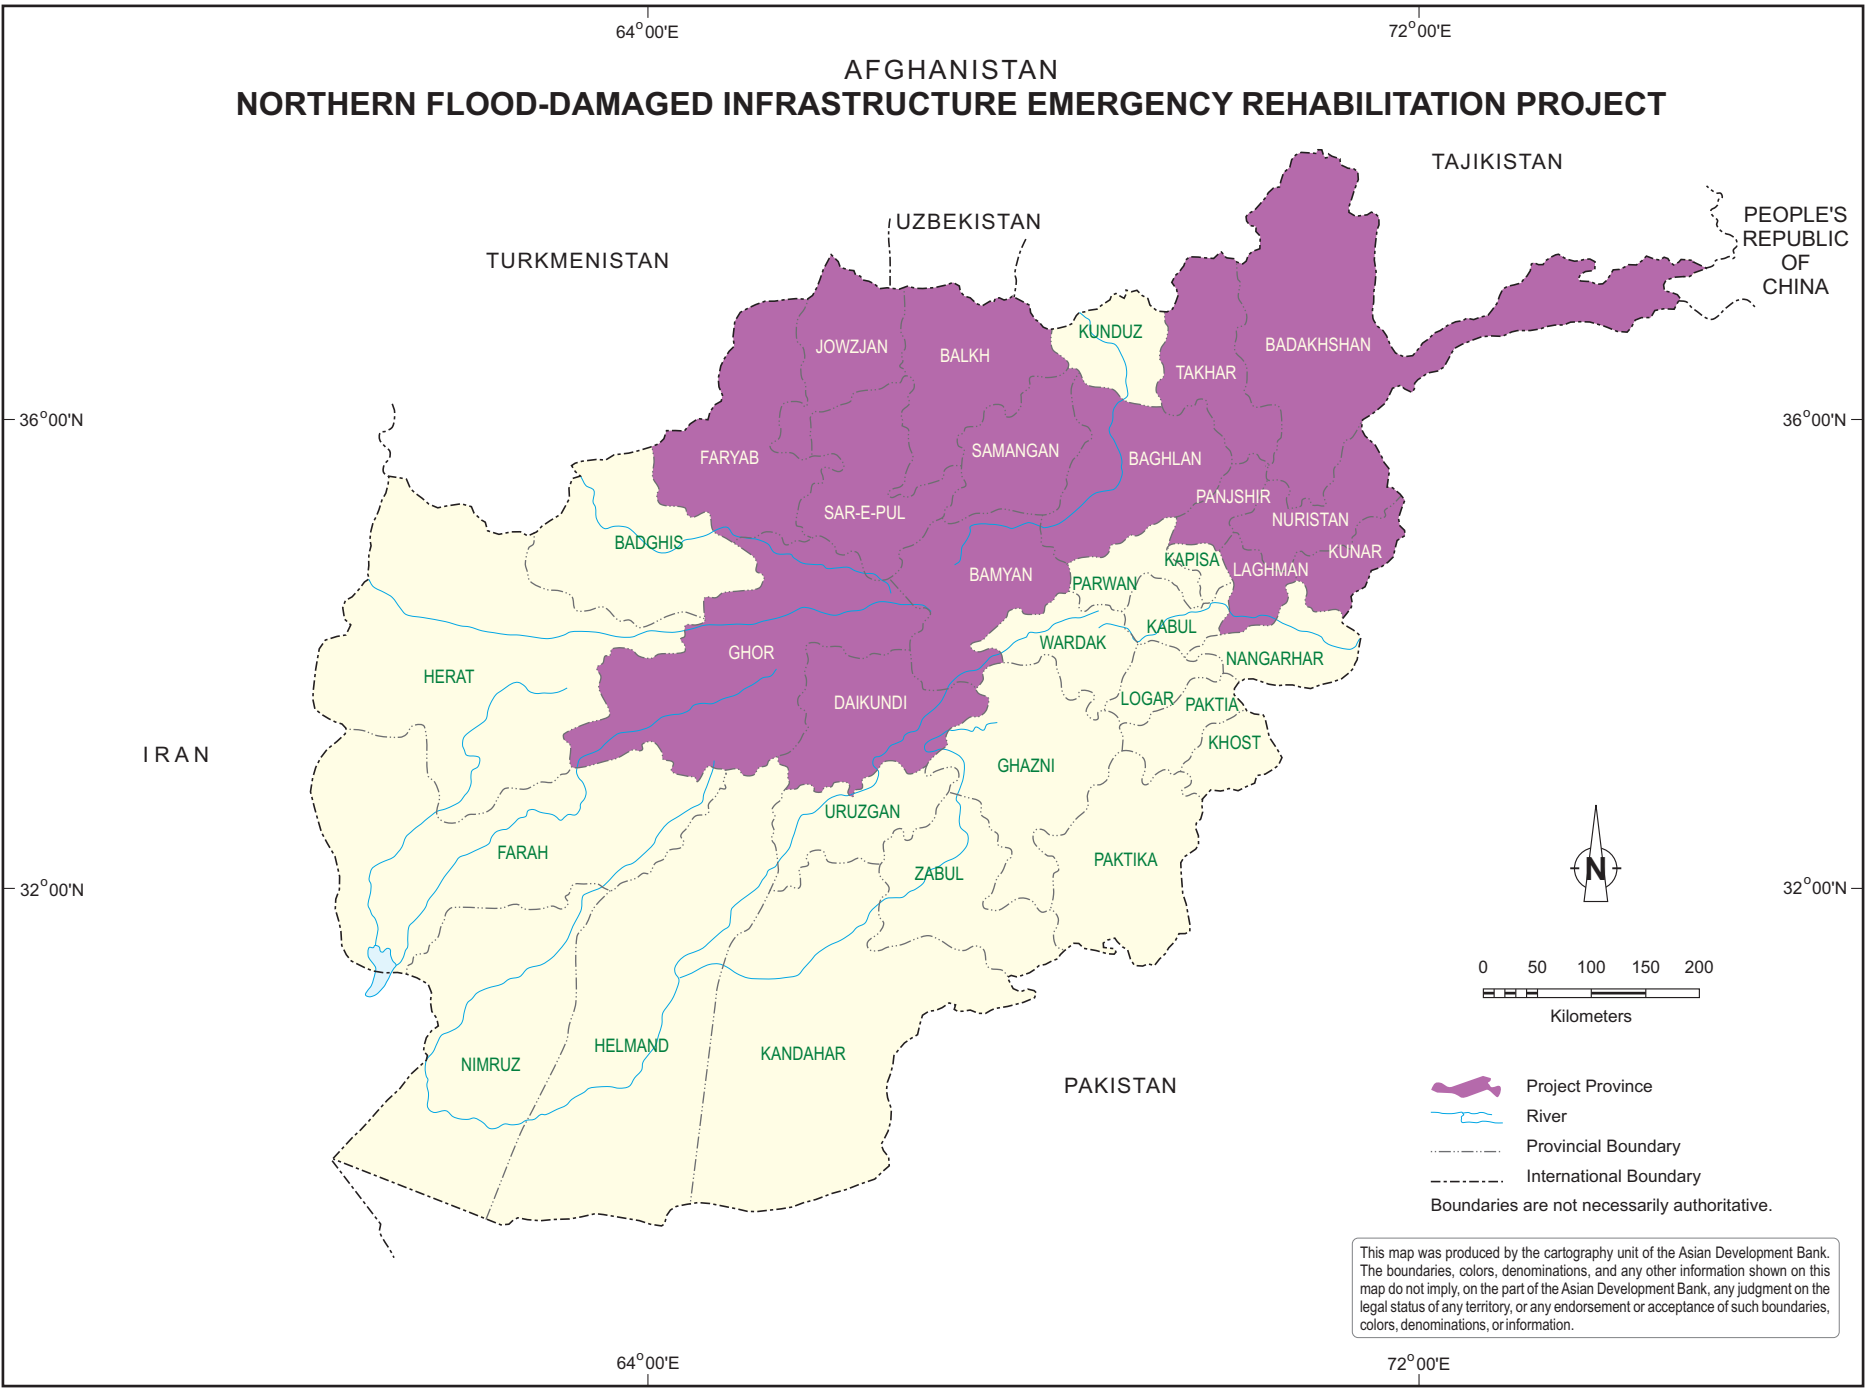 64°00'E
72°00'E
AFGHANISTAN
NORTHERN FLOOD-DAMAGED INFRASTRUCTURE EMERGENCY REHABILITATION PROJECT
TAJIKISTAN
UZBEKISTAN
TURKMENISTAN
PEOPLE'S
REPUBLIC
OF
CHINA
KUNDUZ
JOWZJAN
BALKH
BADAKHSHAN
TAKHAR
36°00'N
36°00'N
FARYAB
SAMANGAN
BAGHLAN
PANJSHIR
SAR-E-PUL
NURISTAN
BADGHIS
KUNAR
KAPISA
LAGHMAN
BAMYAN
PARWAN
KABUL
WARDAK
GHOR
NANGARHAR
HERAT
DAIKUNDI
LOGAR
PAKTIA
KHOST
IRAN
GHAZNI
URUZGAN
FARAH
PAKTIKA
ZABUL
N
32°00'N
32°00'N
0 50 100 150 200
Kilometers
HELMAND
KANDAHAR
NIMRUZ
PAKISTAN
Project Province
River
Provincial Boundary
International Boundary
Boundaries are not necessarily authoritative.
This map was produced by the cartography unit of the Asian Development Bank.
The boundaries, colors, denominations, and any other information shown on this
map do not imply, on the part of the Asian Development Bank, any judgment on the
legal status of any territory, or any endorsement or acceptance of such boundaries,
colors, denominations, or information.
64°00'E
72°00'E